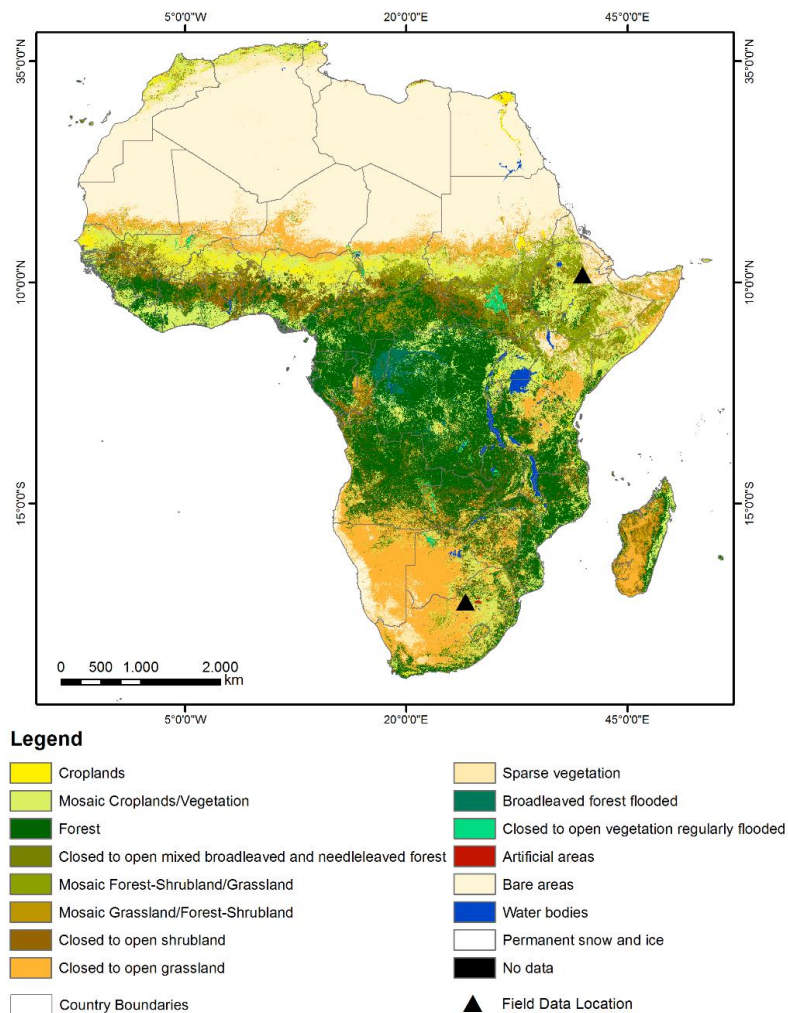 5°0'0"W 20°0'0"E 45°0'0"E
35°0'0"N 35°0'0"N
10°0'0"N 10°0'0"N
15°0'0"S 15°0'0"S
0 500 1.000 2.000
km
5°0'0"W 20°0'0"E 45°0'0"E
Legend
Croplands
Mosaic Croplands/Vegetation
Forest
Closed to open mixed broadleaved and needleleaved forest
Mosaic Forest-Shrubland/Grassland
Mosaic Grassland/Forest-Shrubland
Closed to open shrubland
Closed to open grassland
Country Boundaries
Sparse vegetation
Broadleaved forest flooded
Closed to open vegetation regularly flooded
Artificial areas
Bare areas
Water bodies
Permanent snow and ice
No data
Field Data Location